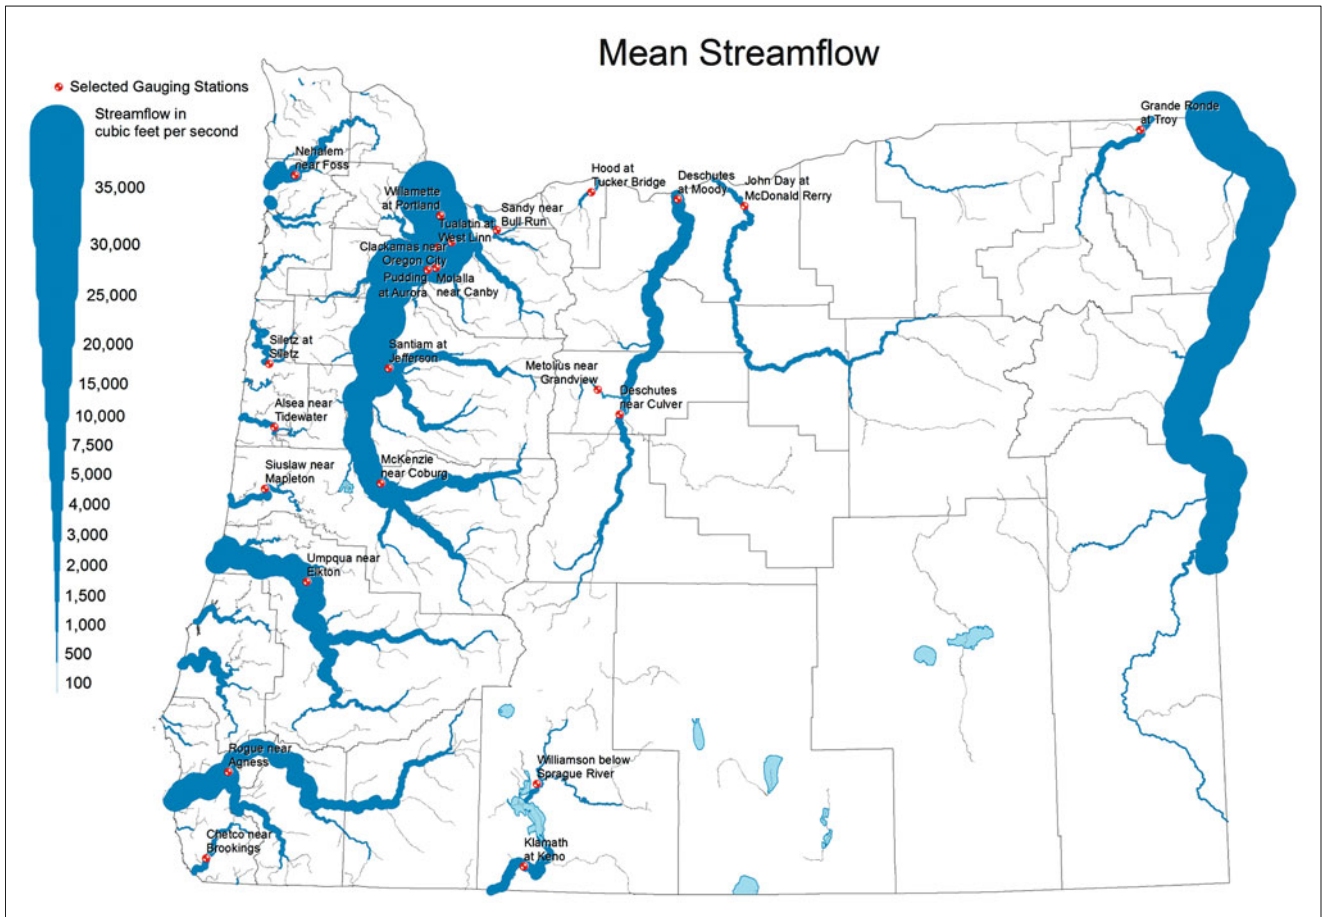 Mean Streamflow
Selected Gauging Stations
Streamflow in
cubic feet per second
35,000
30,000
25,000
20,000
15,000
10,000
7,500
5,000
4,000
3,000
2,000
1,500
1,000
500
100
Nehalem
near Foss
Willamette
at Portland
Tualatin at
West Linn
Clackamas near
Oregon City
Pudding
at Aurora
Molalla
near Canby
Sandy near
Bull Run
Hood at
Tucker Bridge
Deschutes
at Moody
John Day at
McDonald Rerry
Grande Ronde
at Troy
Siletz at
Siletz
Santiam at
Jefferson
Metolius near
Grandview
Deschutes
near Culver
Alsea near
Tidewater
Siuslaw near
Mapleton
McKenzie
near Coburg
Umpqua near
Elkton
Rogue near
Agness
Chetco near
Brookings
Williamson below
Sprague River
Klamath
at Keno